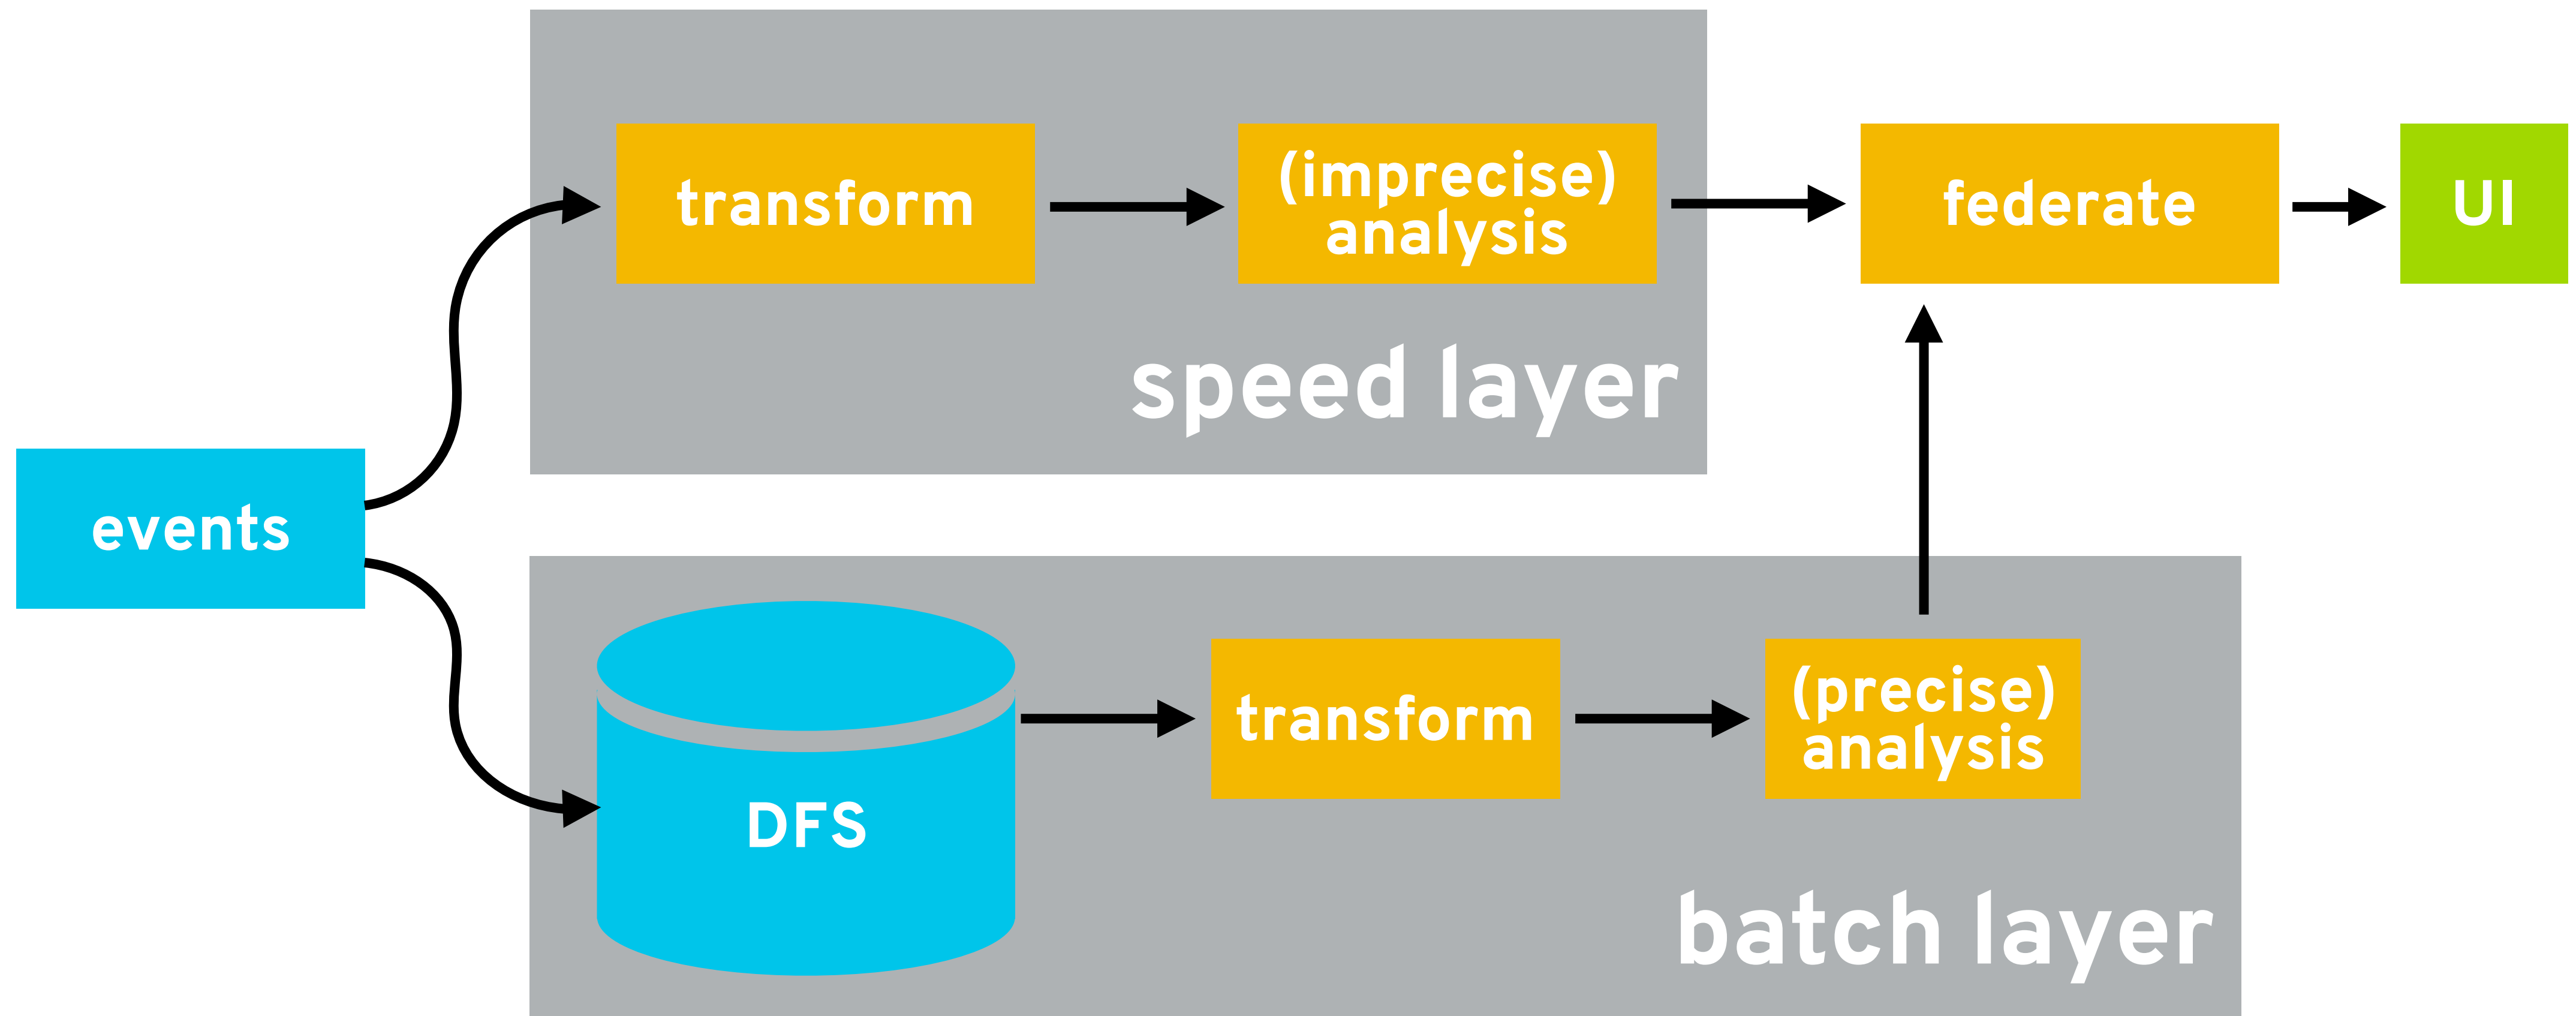 transform
(imprecise)
analysis
federate
UI
speed layer
events
DFS
transform
(precise)
analysis
batch layer